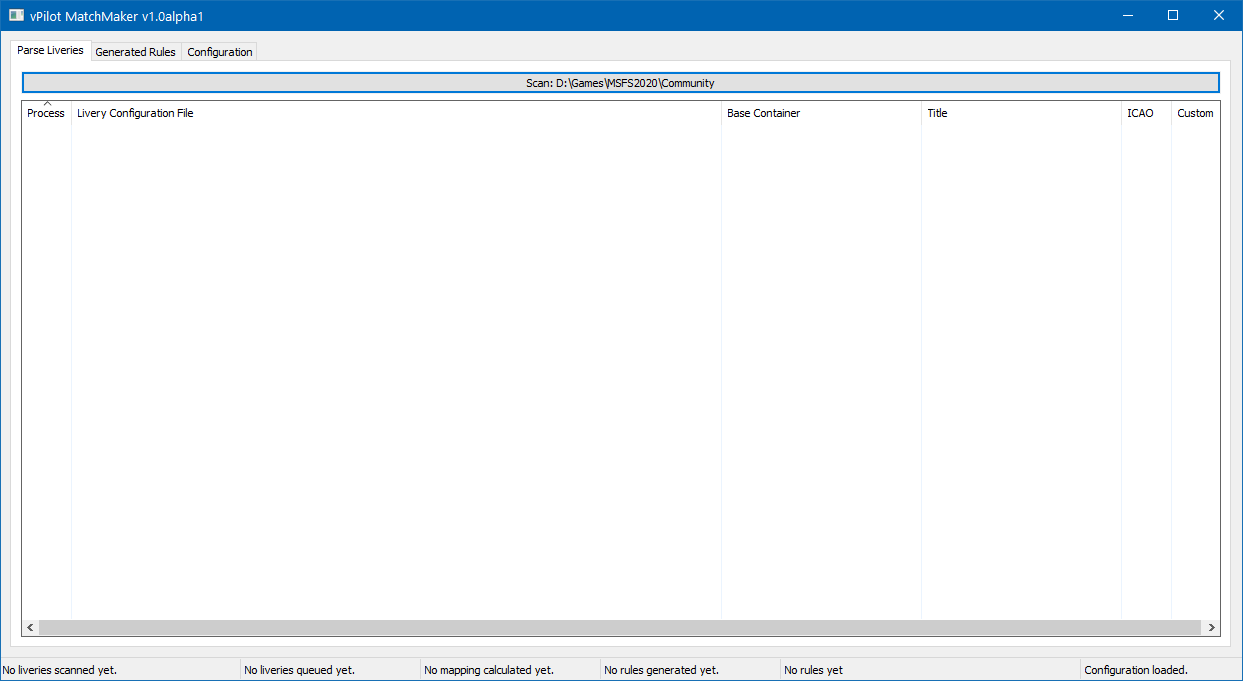 vPilot MatchMaker v1.0alpha1
Parse Liveries Generated Rules Configuration
Scan: D:\Games\MSFS2020\Community
Process Livery Configuration File Base Container Title ICAO Custom
No liveries scanned yet. No liveries queued yet. No mapping calculated yet. No rules generated yet. No rules yet Configuration loaded.